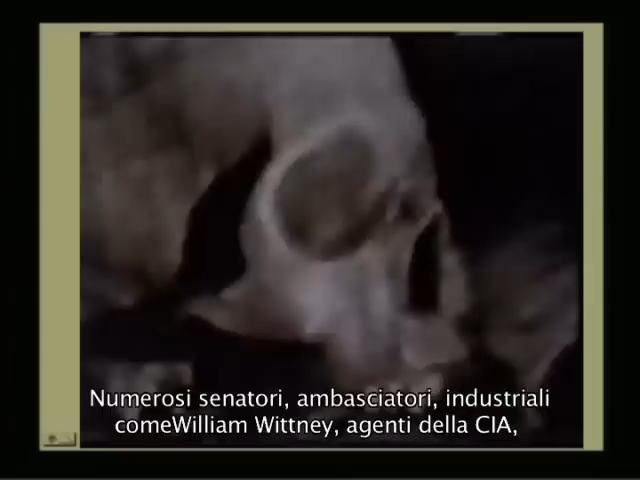 Numerosi senatori, ambasciatori, industriali
comeWilliam Wittney, agenti della CIA,